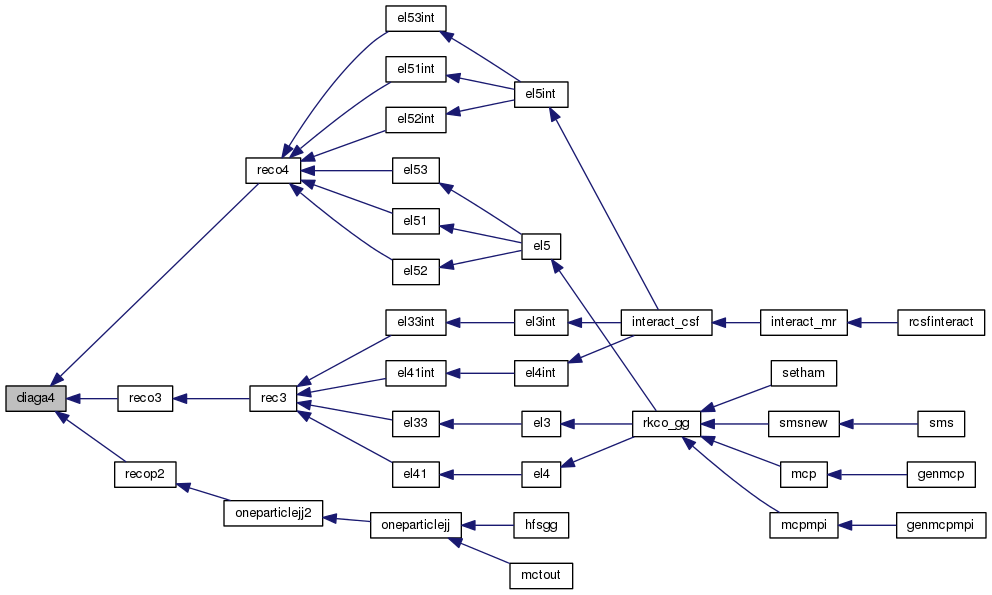 el53int
el51int
el5int
el52int
reco4
el53
el51
el5
el52
el33int
el3int
interact_csf
interact_mr
rcsfinteract
el41int
el4int
setham
diaga4
reco3
rec3
el33
el3
rkco_gg
smsnew
sms
recop2
el41
el4
mcp
genmcp
oneparticlejj2
oneparticlejj
hfsgg
mcpmpi
genmcpmpi
mctout